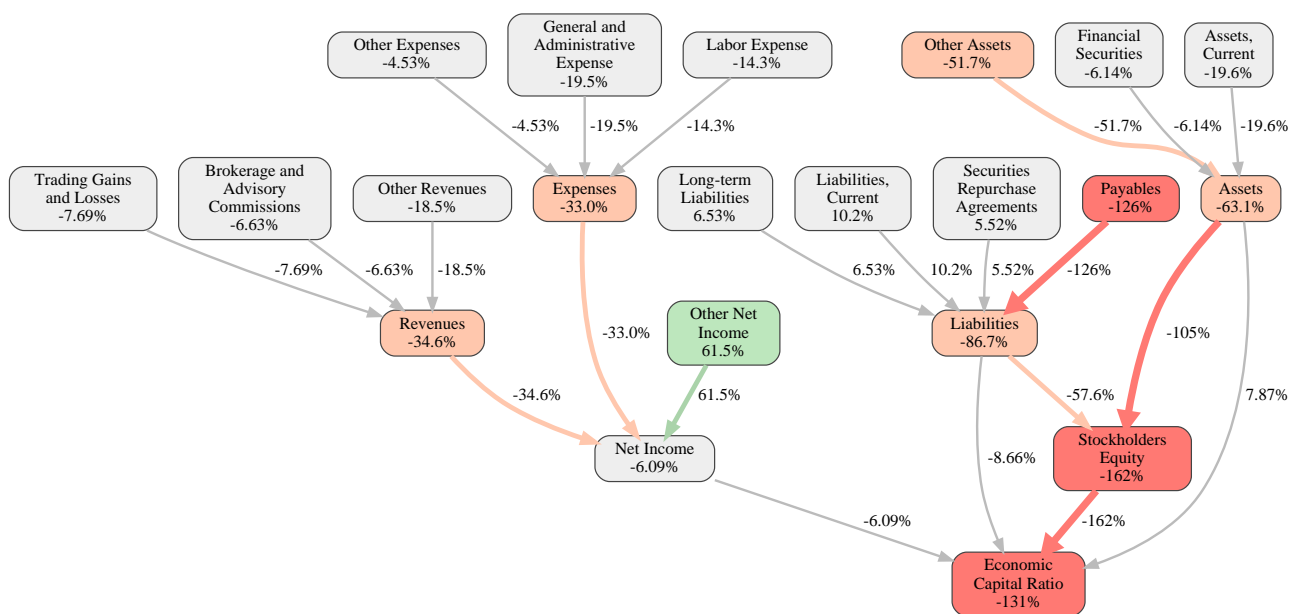 Other Expenses
-4.53%
General and
Administrative
Expense
-19.5%
Labor Expense
-14.3%
Other Assets
-51.7%
Financial
Securities
-6.14%
Assets,
Current
-19.6%
-4.53%
-19.5%
-14.3%
-51.7%
-6.14%
-19.6%
Trading Gains
and Losses
-7.69%
Brokerage and
Advisory
Commissions
-6.63%
Other Revenues
-18.5%
Expenses
-33.0%
Long-term
Liabilities
6.53%
Liabilities,
Current
10.2%
Securities
Repurchase
Agreements
5.52%
Payables
-126%
Assets
-63.1%
-7.69%
-6.63%
-18.5%
6.53%
10.2%
5.52%
-126%
Revenues
-34.6%
-33.0%
Other Net
Income
61.5%
Liabilities
-86.7%
-105%
-34.6%
61.5%
-57.6%
7.87%
Net Income
-6.09%
-8.66%
Stockholders
Equity
-162%
-6.09%
-162%
Economic
Capital Ratio
-131%